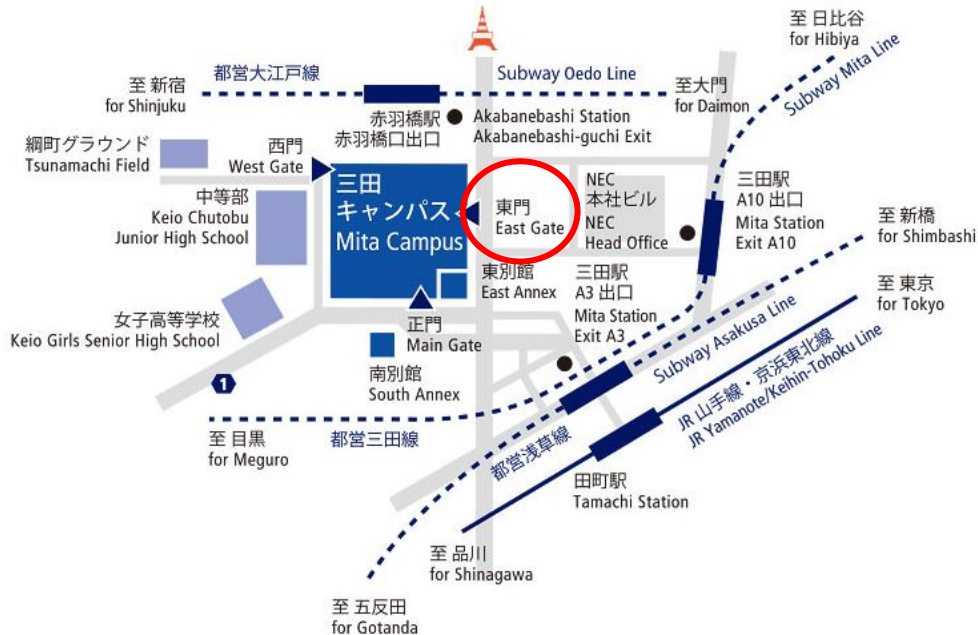 至 日比谷
for Hibiya
Subway Mita Line
至 新宿
for Shinjuku
都営大江戸線
Subway Oedo Line
至 大門
for Daimon
赤羽橋駅
赤羽橋口出口
Akabanebashi Station
Akabanebashi-guchi Exit
綱町グラウンド
Tsunamachi Field
西門
West Gate
中等部
Keio Chutobu
Junior High School
三田
キャンパス
Mita Campus
東門
East Gate
NEC
本社ビル
NEC
Head Office
三田駅
A10 出口
Mita Station
Exit A10
至 新橋
for Shimbashi
至 東京
for Tokyo
東別館
East Annex
三田駅
A3 出口
Mita Station
Exit A3
女子高等学校
Keio Girls Senior High School
正門
Main Gate
南別館
South Annex
1
至 目黒
for Meguro
都営三田線
都営浅草線
Subway Asakusa Line
JR 山手線・京浜東北線
JR Yamanote/Keihin-Tohoku Line
田町駅
Tamachi Station
至 品川
for Shinagawa
至 五反田
for Gotanda